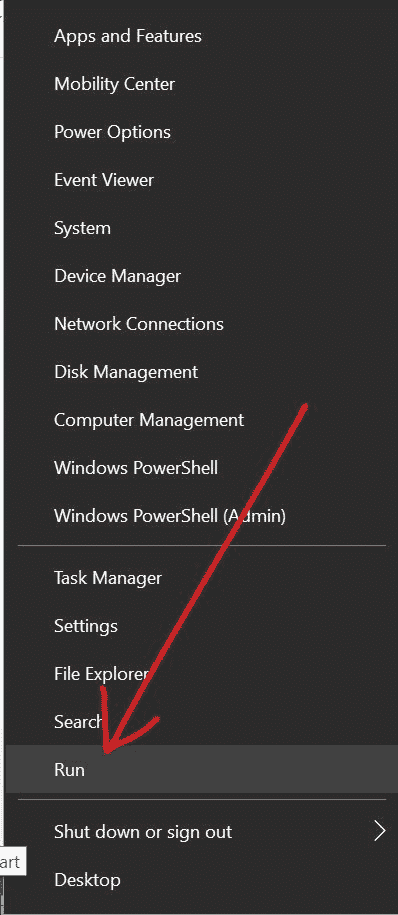 Apps and Features
Mobility Center
Power Options
Event Viewer
System
Device Manager
Network Connections
Disk Management
Computer Management
Windows PowerShell
Windows PowerShell (Admin)
Task Manager
Settings
File Explorer
Search
Run
Shut down or sign out
art
Desktop